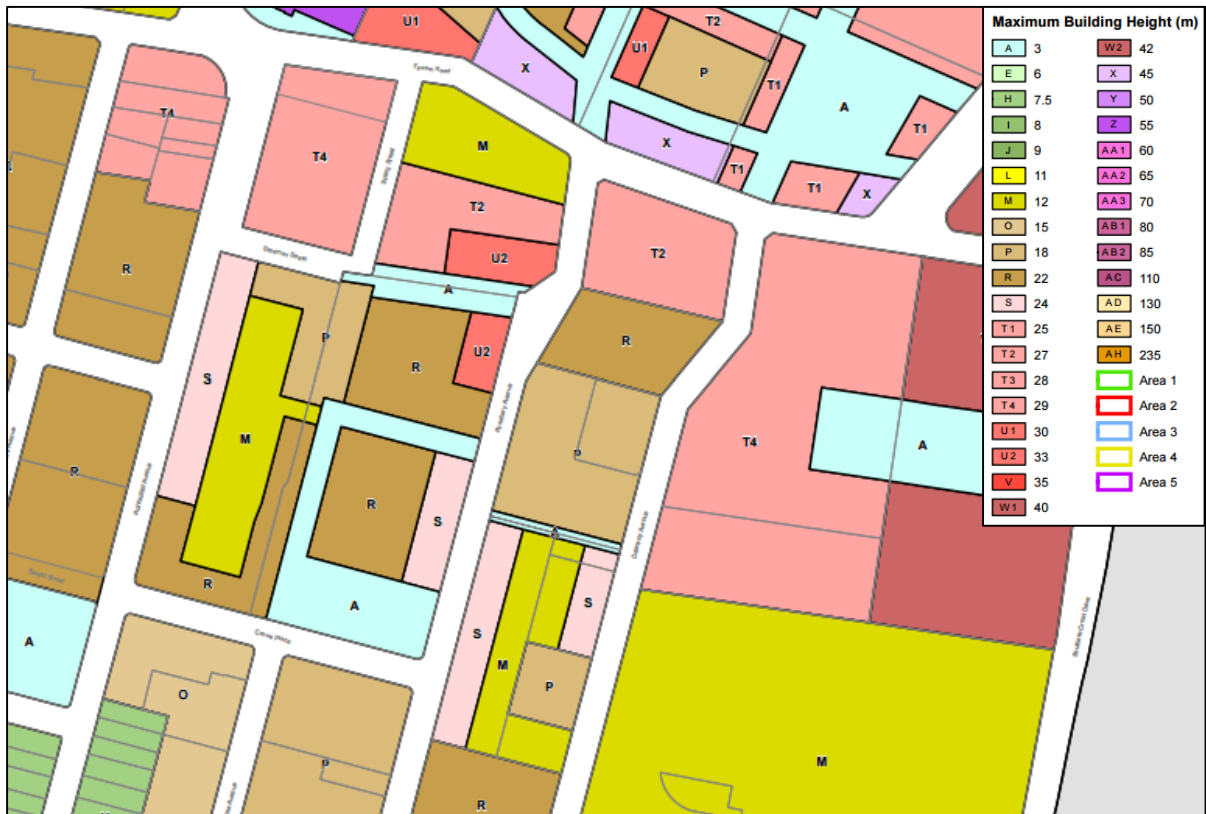 Maximum Building Height (m)
A 3
E 6
H 7.5
I 8
J 9
L 11
M 12
O 15
P 18
R 22
S 24
T1 25
T2 27
T3 28
T4 29
U1 30
U2 33
V 35
W1 40
W2 42
X 45
Y 50
Z 55
AA1 60
AA2 65
AA3 70
AB1 80
AB2 85
AC 110
AD 130
AE 150
AH 235
Area 1
Area 2
Area 3
Area 4
Area 5
U1
T2
U1
X
P
T1
A
T4
M
T1
X
T4
T1
T1
X
T2
R
U2
T2
A
P
R
U2
R
S
M
T4
A
R
R
S
P
A
R
A
S
S
M
A
O
P
P
M
R
Rosebery Avenue
Crewe Place